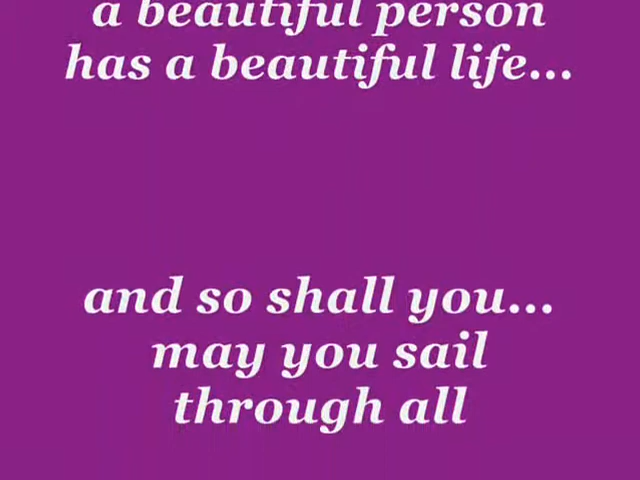 a beautiful person
has a beautiful life...
and so shall you...
may you sail
through all